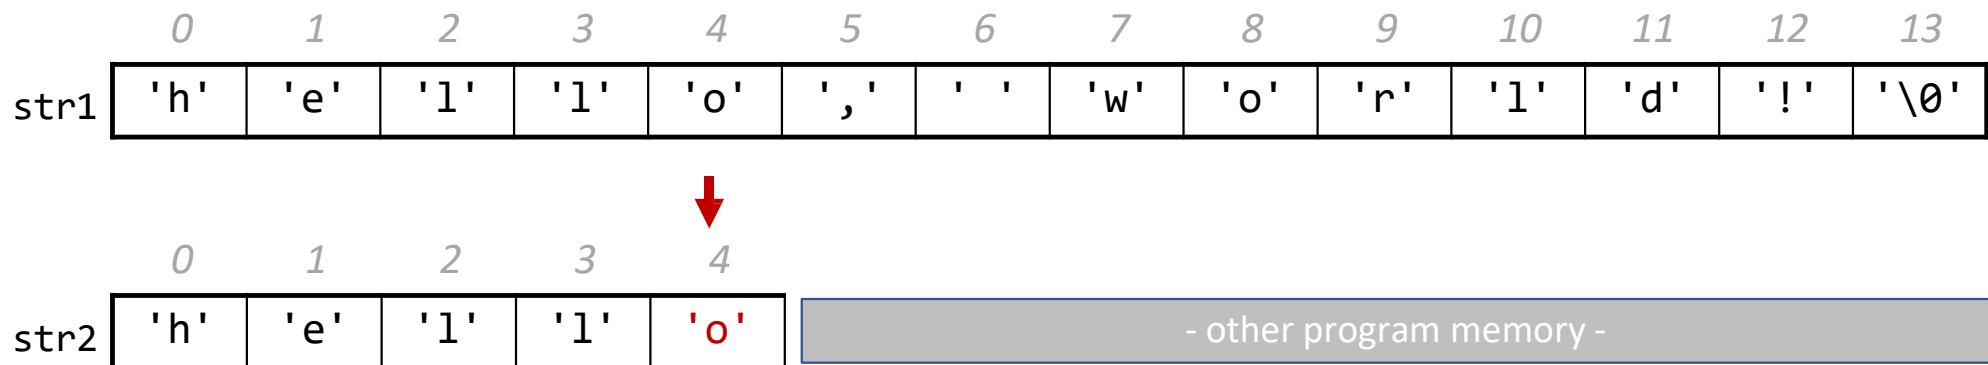 0 1 2 3 4 5 6 7 8 9 10 11 12 13
str1 'h' 'e' 'l' 'l' 'o' ',' ' ' 'w' 'o' 'r' 'l' 'd' '!' '\0'
0 1 2 3 4
str2 'h' 'e' 'l' 'l' 'o' - other program memory -